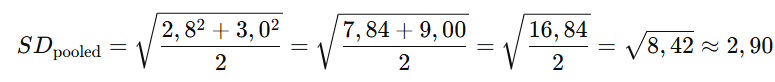 SD_pooled = √((2,8² + 3,0²)/2) = √((7,84 + 9,00)/2) = √(16,84/2) = √8,42 ≈ 2,90